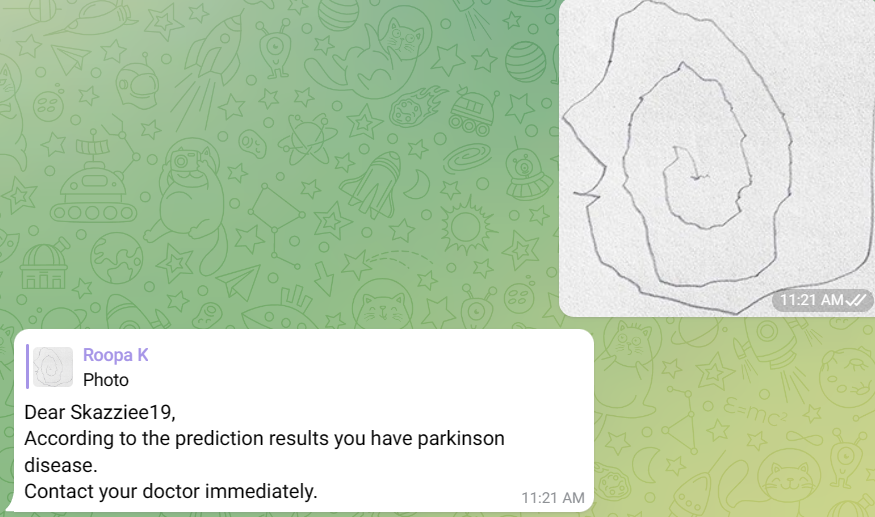 11:21 AM
Roopa K
Photo
Dear Skazziee19,
According to the prediction results you have parkinson
disease.
Contact your doctor immediately.
11:21 AM